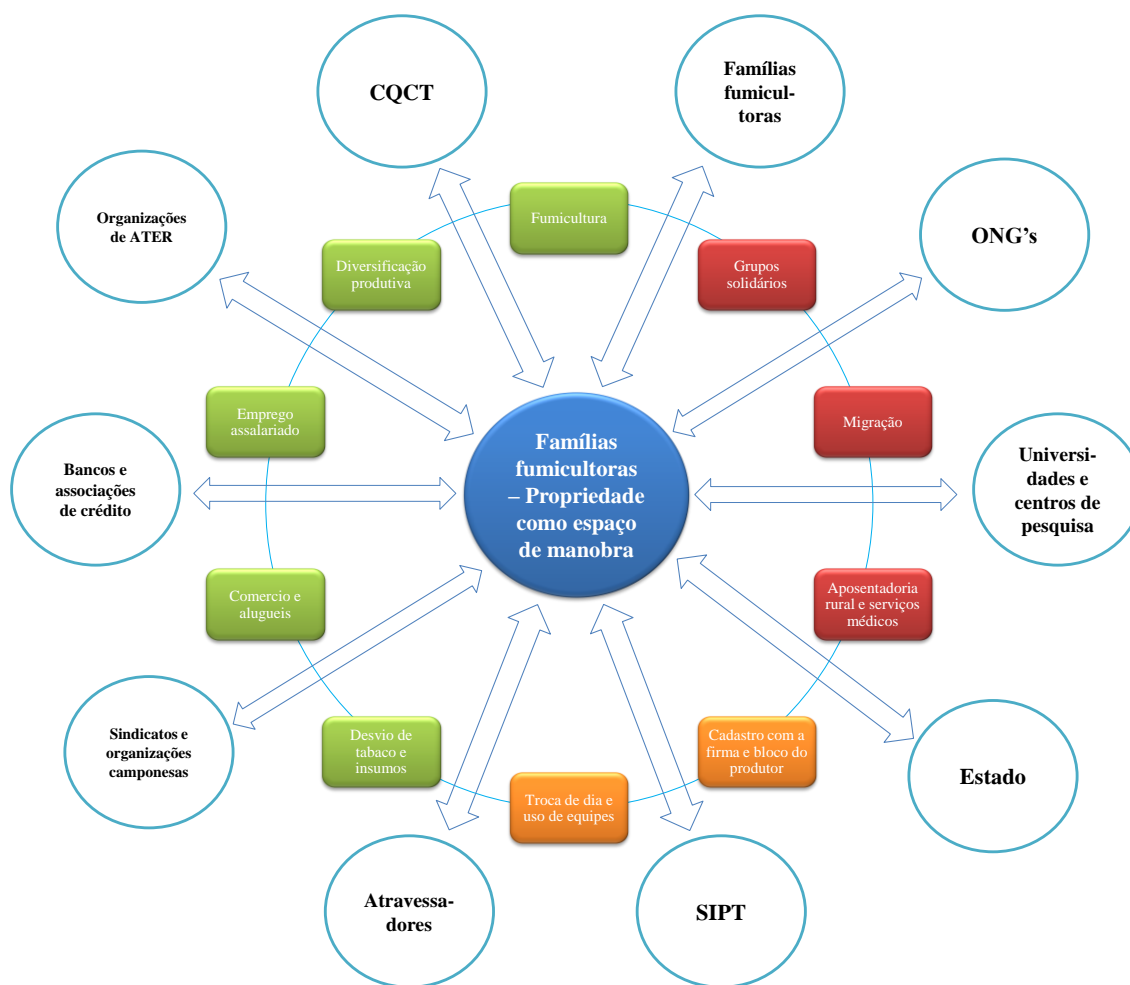 CQCT
Famílias
fumicul-
toras
Organizações
de ATER
Fumicultura
ONG's
Diversificação
produtiva
Grupos
solidários
Emprego
assalariado
Migração
Bancos e
associações
de crédito
Famílias
fumicultoras
– Propriedade
como espaço
de manobra
Universi-
dades e
centros de
pesquisa
Comercio e
alugueis
Aposentadoria
rural e serviços
médicos
Sindicatos e
organizações
camponesas
Desvio de
tabaco e
insumos
Cadastro com a
firma e bloco do
produtor
Estado
Troca de dia e
uso de equipes
Atravessa-
dores
SIPT